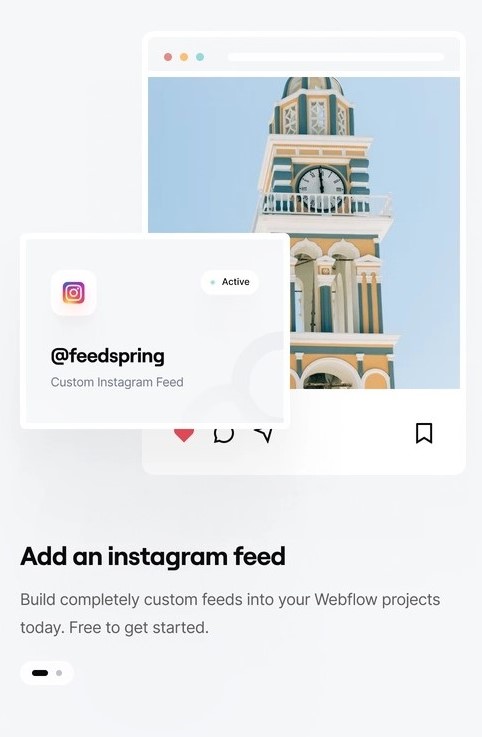 Active
@feedspring
Custom Instagram Feed
Add an instagram feed
Build completely custom feeds into your Webflow projects
today. Free to get started.